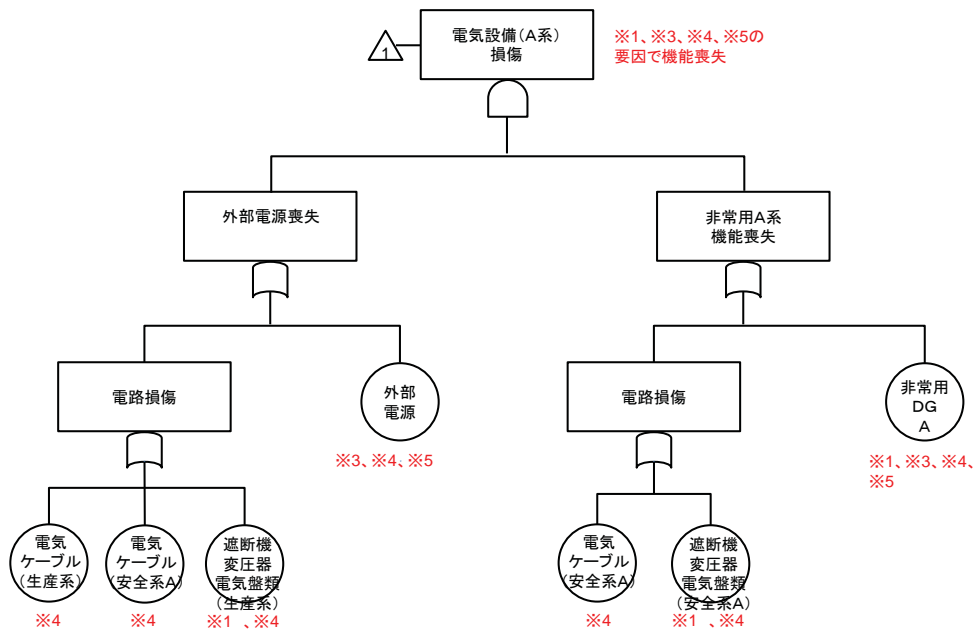 電気設備(A系)
損傷
1
※1、※3、※4、※5の
要因で機能喪失
外部電源喪失
非常用A系
機能喪失
電路損傷
外部
電源
※3、※4、※5
電路損傷
非常用
DG
A
※1、※3、※4、
※5
電気
ケーブル
(生産系)
※4
電気
ケーブル
(安全系A)
※4
遮断機
変圧器
電気盤類
(生産系)
※1 、※4
電気
ケーブル
(安全系A)
※4
遮断機
変圧器
電気盤類
(安全系A)
※1 、※4